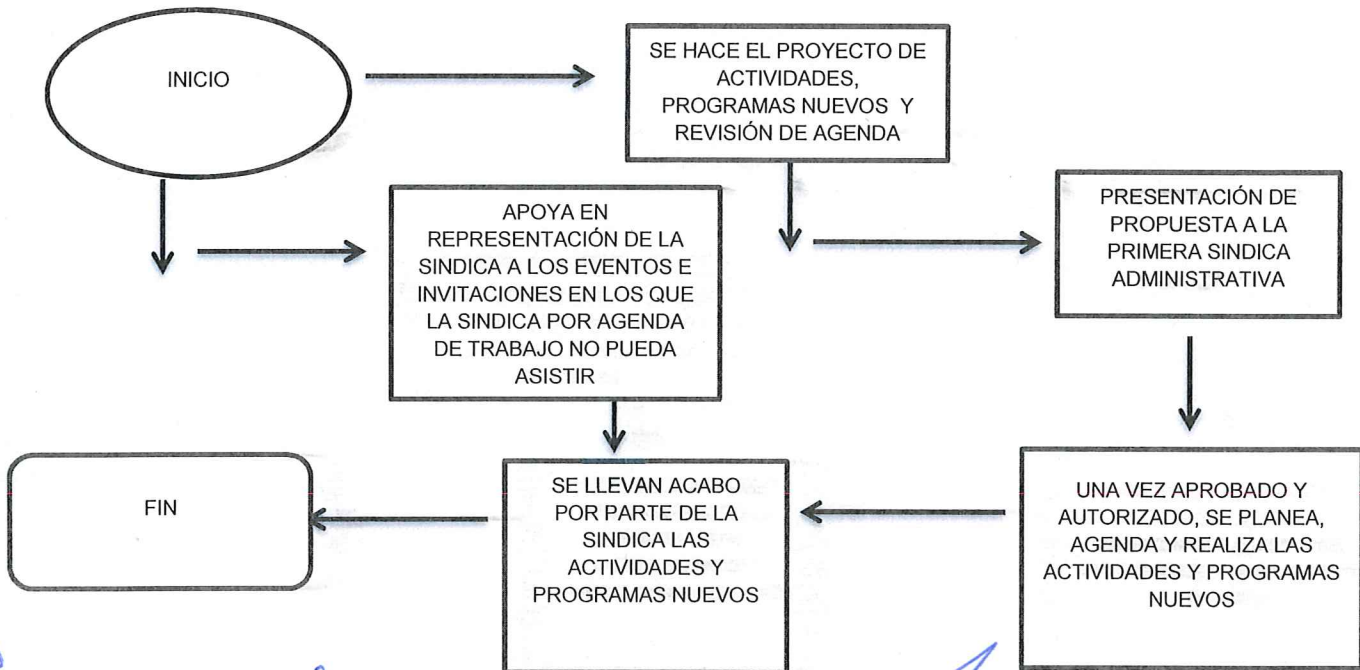 INICIO
SE HACE EL PROYECTO DE
ACTIVIDADES,
PROGRAMAS NUEVOS Y
REVISIÓN DE AGENDA
APOYA EN
REPRESENTACIÓN DE LA
SINDICA A LOS EVENTOS E
INVITACIONES EN LOS QUE
LA SINDICA POR AGENDA
DE TRABAJO NO PUEDA
ASISTIR
PRESENTACIÓN DE
PROPUESTA A LA
PRIMERA SINDICA
ADMINISTRATIVA
FIN
SE LLEVAN ACABO
POR PARTE DE LA
SINDICA LAS
ACTIVIDADES Y
PROGRAMAS NUEVOS
UNA VEZ APROBADO Y
AUTORIZADO, SE PLANEA,
AGENDA Y REALIZA LAS
ACTIVIDADES Y PROGRAMAS
NUEVOS